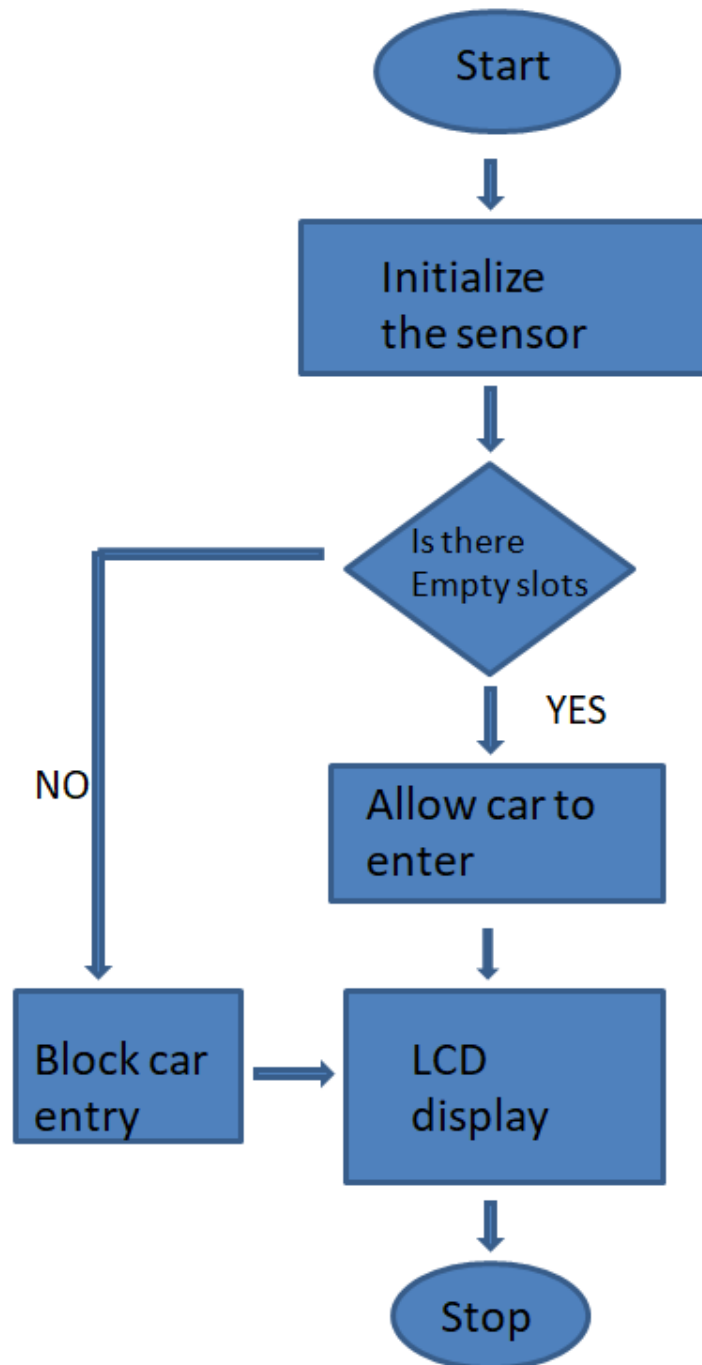 Start
Initialize
the sensor
Is there
Empty slots
YES
NO
Allow car to
enter
Block car
entry
LCD
display
Stop